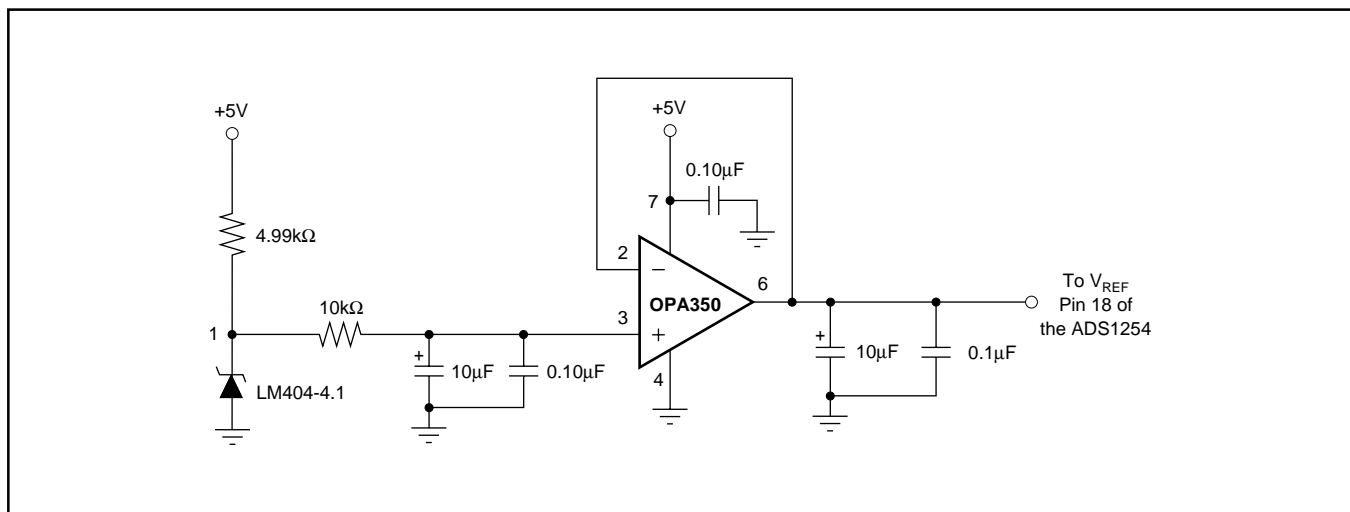 +5V
4.99kΩ
1
10kΩ
LM404-4.1
+
10µF
0.10µF
+5V
0.10µF
7
2
−
OPA350
6
3
+
4
+
10µF
0.1µF
To VREF
Pin 18 of
the ADS1254